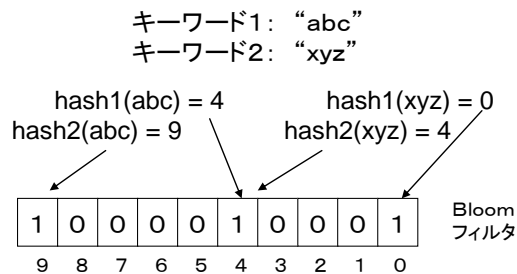 キーワード1: “abc”
キーワード2: “xyz”
hash1(abc) = 4
hash2(abc) = 9
hash1(xyz) = 0
hash2(xyz) = 4
1 0 0 0 0 1 0 0 0 1
9 8 7 6 5 4 3 2 1 0
Bloom
フィルタ